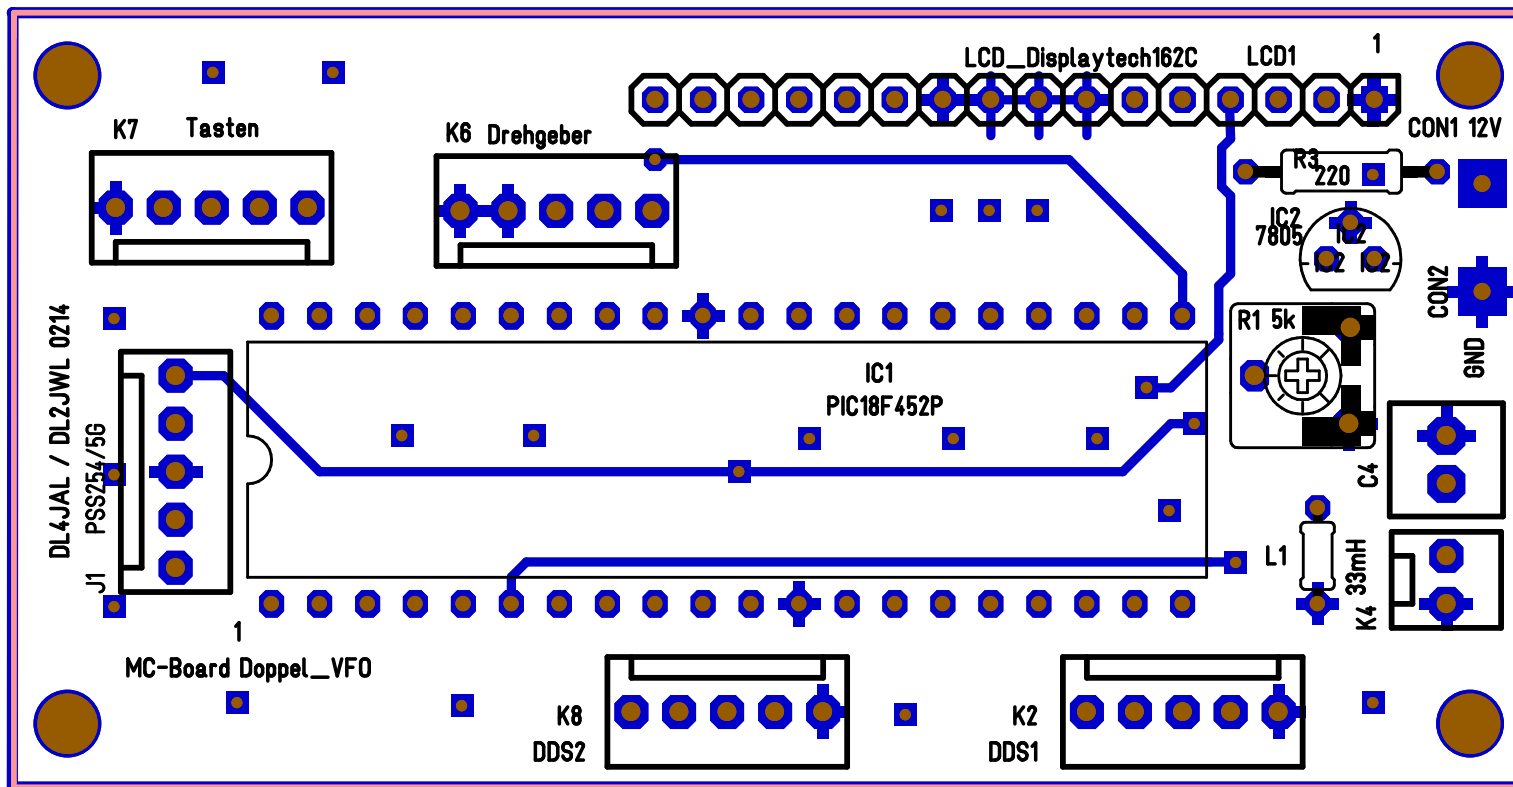 1
LCD_Displaytech162C
LCD1
K7
Tasten
K6
Drehgeber
CON1 12V
R3
220
IC2
7805
IC2
IC2
IC2
CON2
GND
R1 5k
IC1
PIC18F452P
DL4JAL / DL2JWL 0214
PSS254/5G
J1
C4
L1
33mH
K4
1
MC-Board Doppel_VFO
K8
DDS2
K2
DDS1